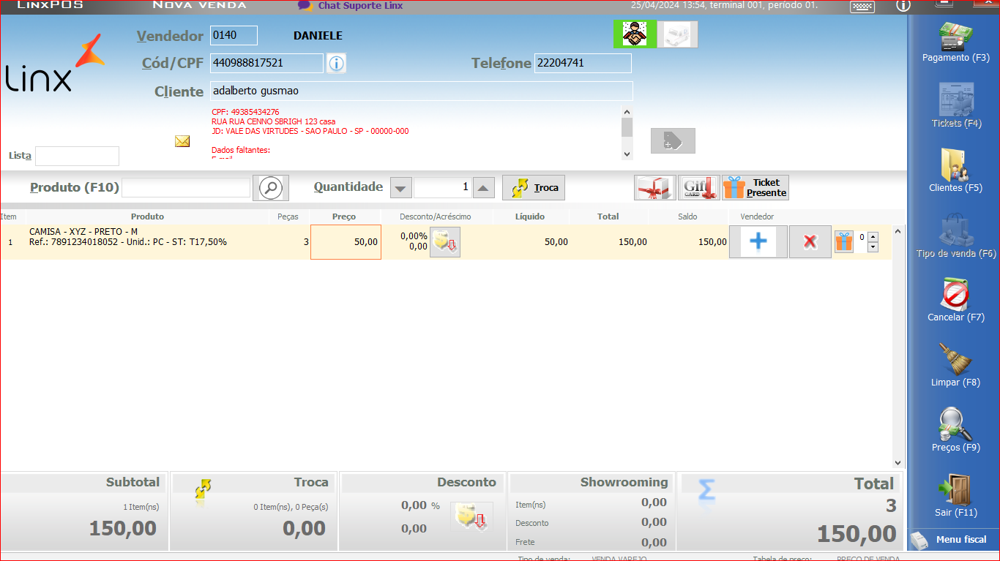 LinxPOS NOVA VENDA Chat Suporte Linx 25/04/2024 13:54, terminal 001, período 01.
Vendedor 0140 DANIELE
Cód/CPF 440988817521 Telefone 22204741
linx
Cliente adalberto gusmao
CPF: 49385434276
RUA RUA CENNO SBRIGH 123 casa
JD: VALE DAS VIRTUDES - SAO PAULO - SP - 00000-000
Dados faltantes:
E-mail
Lista
Produto (F10) Quantidade 1 Troca Gift CARD Ticket Presente
Item Produto Peças Preço Desconto/Acréscimo Líquido Total Saldo Vendedor
CAMISA - XYZ - PRETO - M
1 Ref.: 7891234018052 - Unid.: PC - ST: T17,50% 3 50,00 0,00% 0,00 50,00 150,00 150,00 0
Subtotal
1 Item(ns)
150,00
Troca
0 Item(ns), 0 Peça(s)
0,00
Desconto
0,00 %
0,00
Showrooming
Item(ns) 0,00
Desconto 0,00
Frete 0,00
Total
3
150,00
Tipo de venda: VENDA VAREJO Tabela de preço: PREÇO DE VENDA
Pagamento (F3)
Tickets (F4)
Clientes (F5)
Tipo de venda (F6)
Cancelar (F7)
Limpar (F8)
Preços (F9)
Sair (F11)
Menu fiscal